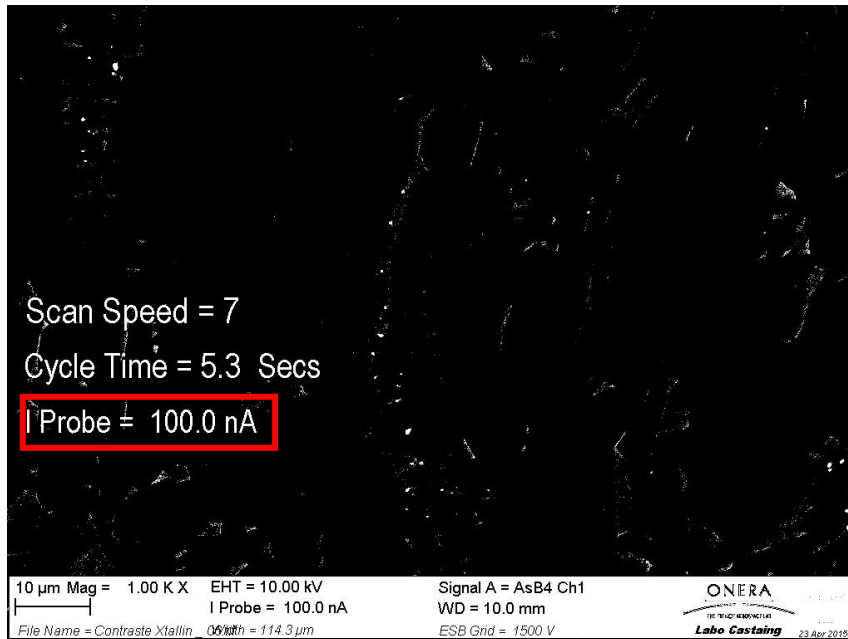 Scan Speed = 7
Cycle Time = 5.3 Secs
I Probe = 100.0 nA
10 µm Mag = 1.00 K X EHT = 10.00 kV Signal A = AsB4 Ch1 ONERA
I Probe = 100.0 nA WD = 10.0 mm
File Name = Contraste Xtallin_ = 114.3 µm ESB Grid = 1500 V Labo Castaing 23 Apr 2015